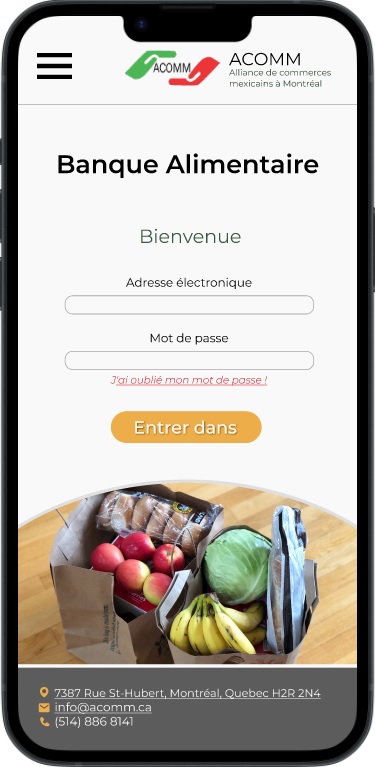 ACOMM
ACOMM
Alliance de commerces
mexicains à Montréal
Banque Alimentaire
Bienvenue
Adresse électronique
Mot de passe
J'ai oublié mon mot de passe !
Entrer dans
7387 Rue St-Hubert, Montréal, Quebec H2R 2N4
info@acomm.ca
(514) 886 8141